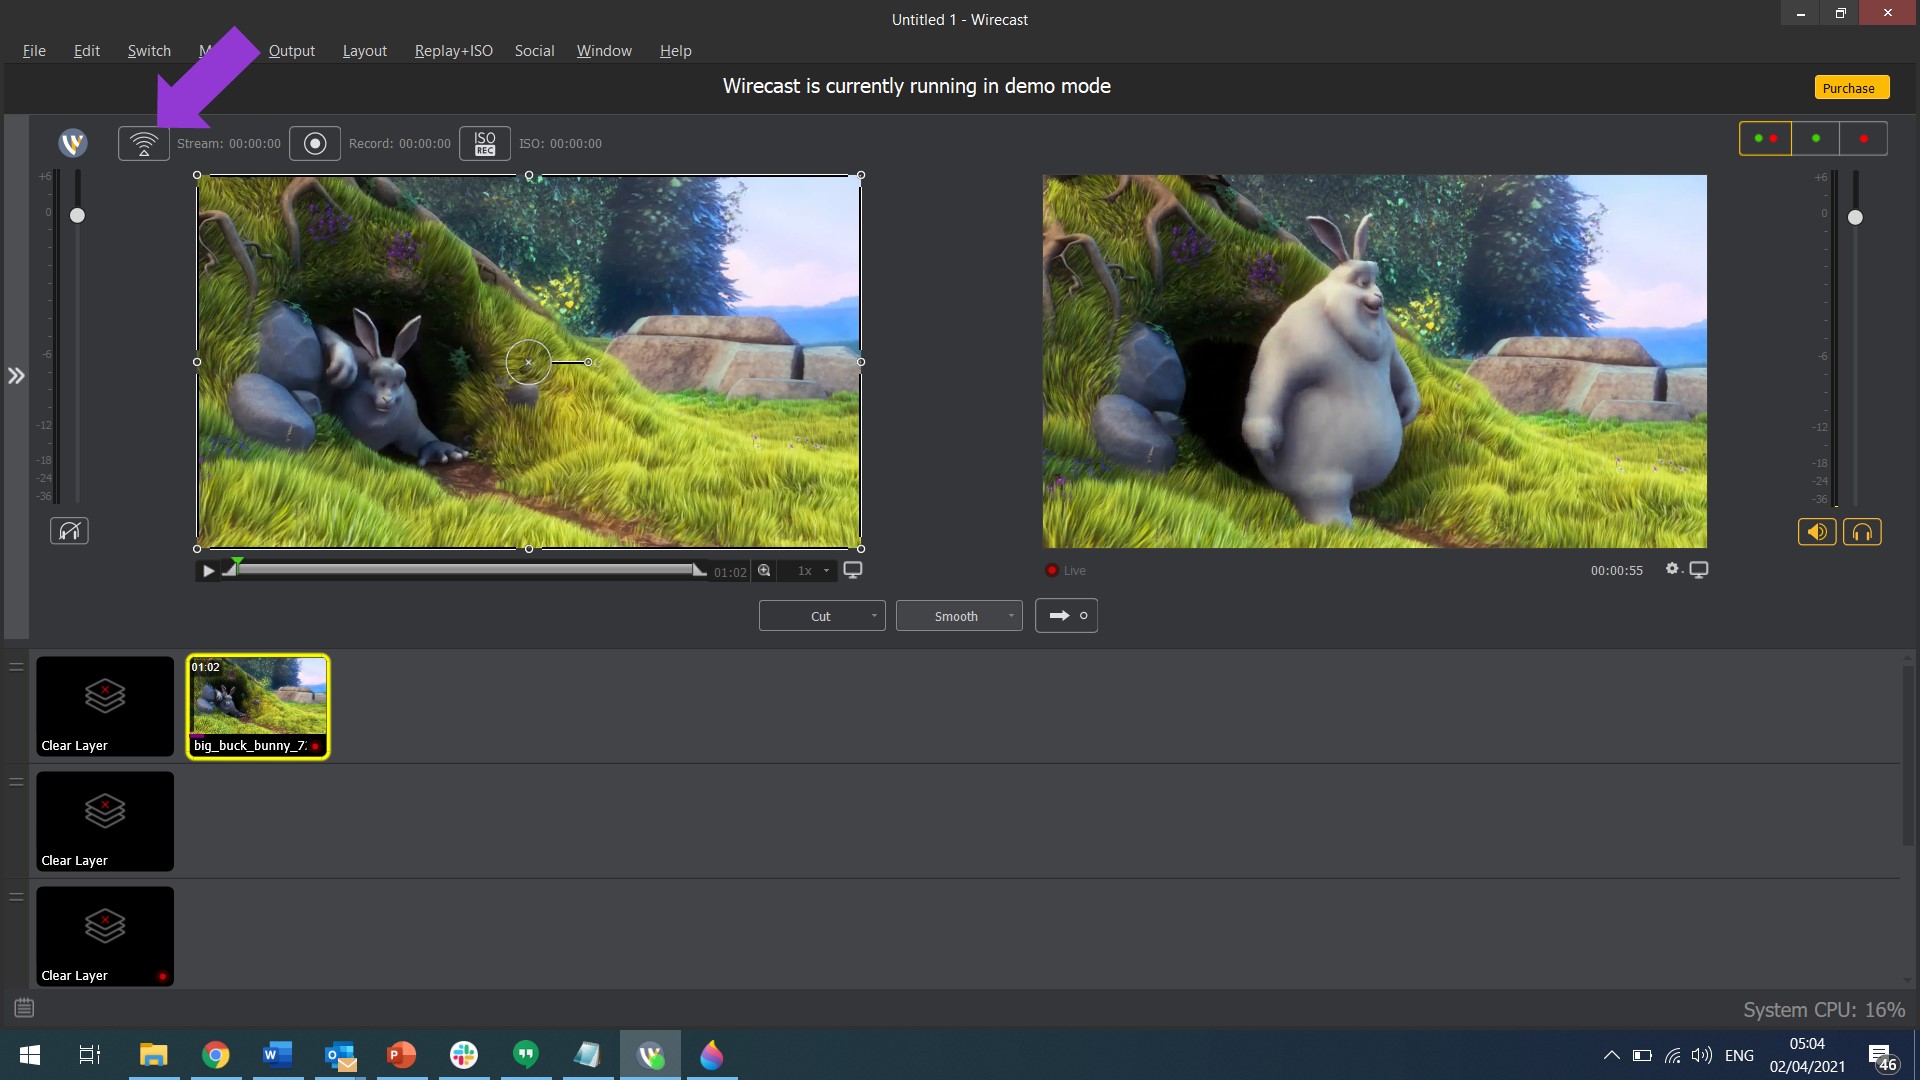 Untitled 1 - Wirecast
File Edit Switch Output Layout Replay+ISO Social Window Help
Wirecast is currently running in demo mode
Purchase
Stream: 00:00:00 Record: 00:00:00 ISO REC ISO: 00:00:00
+6
0
-6
-12
-18
-24
-36
+6
0
-6
-12
-18
-24
-36
01:02 1x
Live 00:00:55
Cut Smooth
Clear Layer
01:02
big_buck_bunny_7
Clear Layer
Clear Layer
System CPU: 16%
ENG
05:04
02/04/2021
46